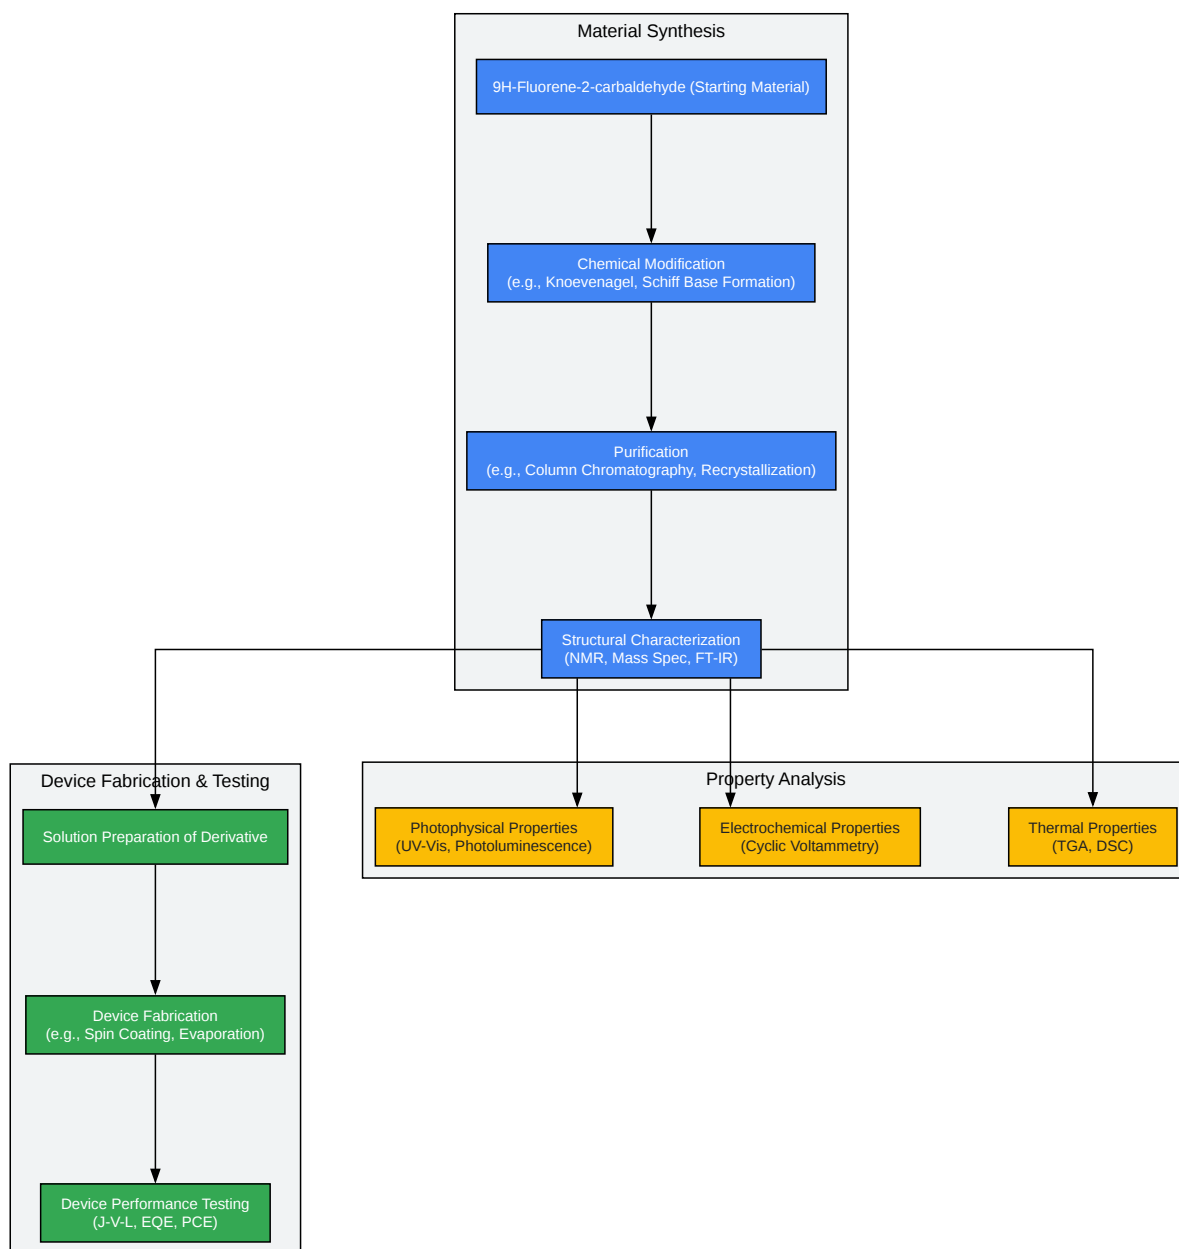 Material Synthesis
9H-Fluorene-2-carbaldehyde (Starting Material)
Chemical Modification
(e.g., Knoevenagel, Schiff Base Formation)
Purification
(e.g., Column Chromatography, Recrystallization)
Structural Characterization
(NMR, Mass Spec, FT-IR)
Device Fabrication & Testing
Solution Preparation of Derivative
Device Fabrication
(e.g., Spin Coating, Evaporation)
Device Performance Testing
(J-V-L, EQE, PCE)
Property Analysis
Photophysical Properties
(UV-Vis, Photoluminescence)
Electrochemical Properties
(Cyclic Voltammetry)
Thermal Properties
(TGA, DSC)